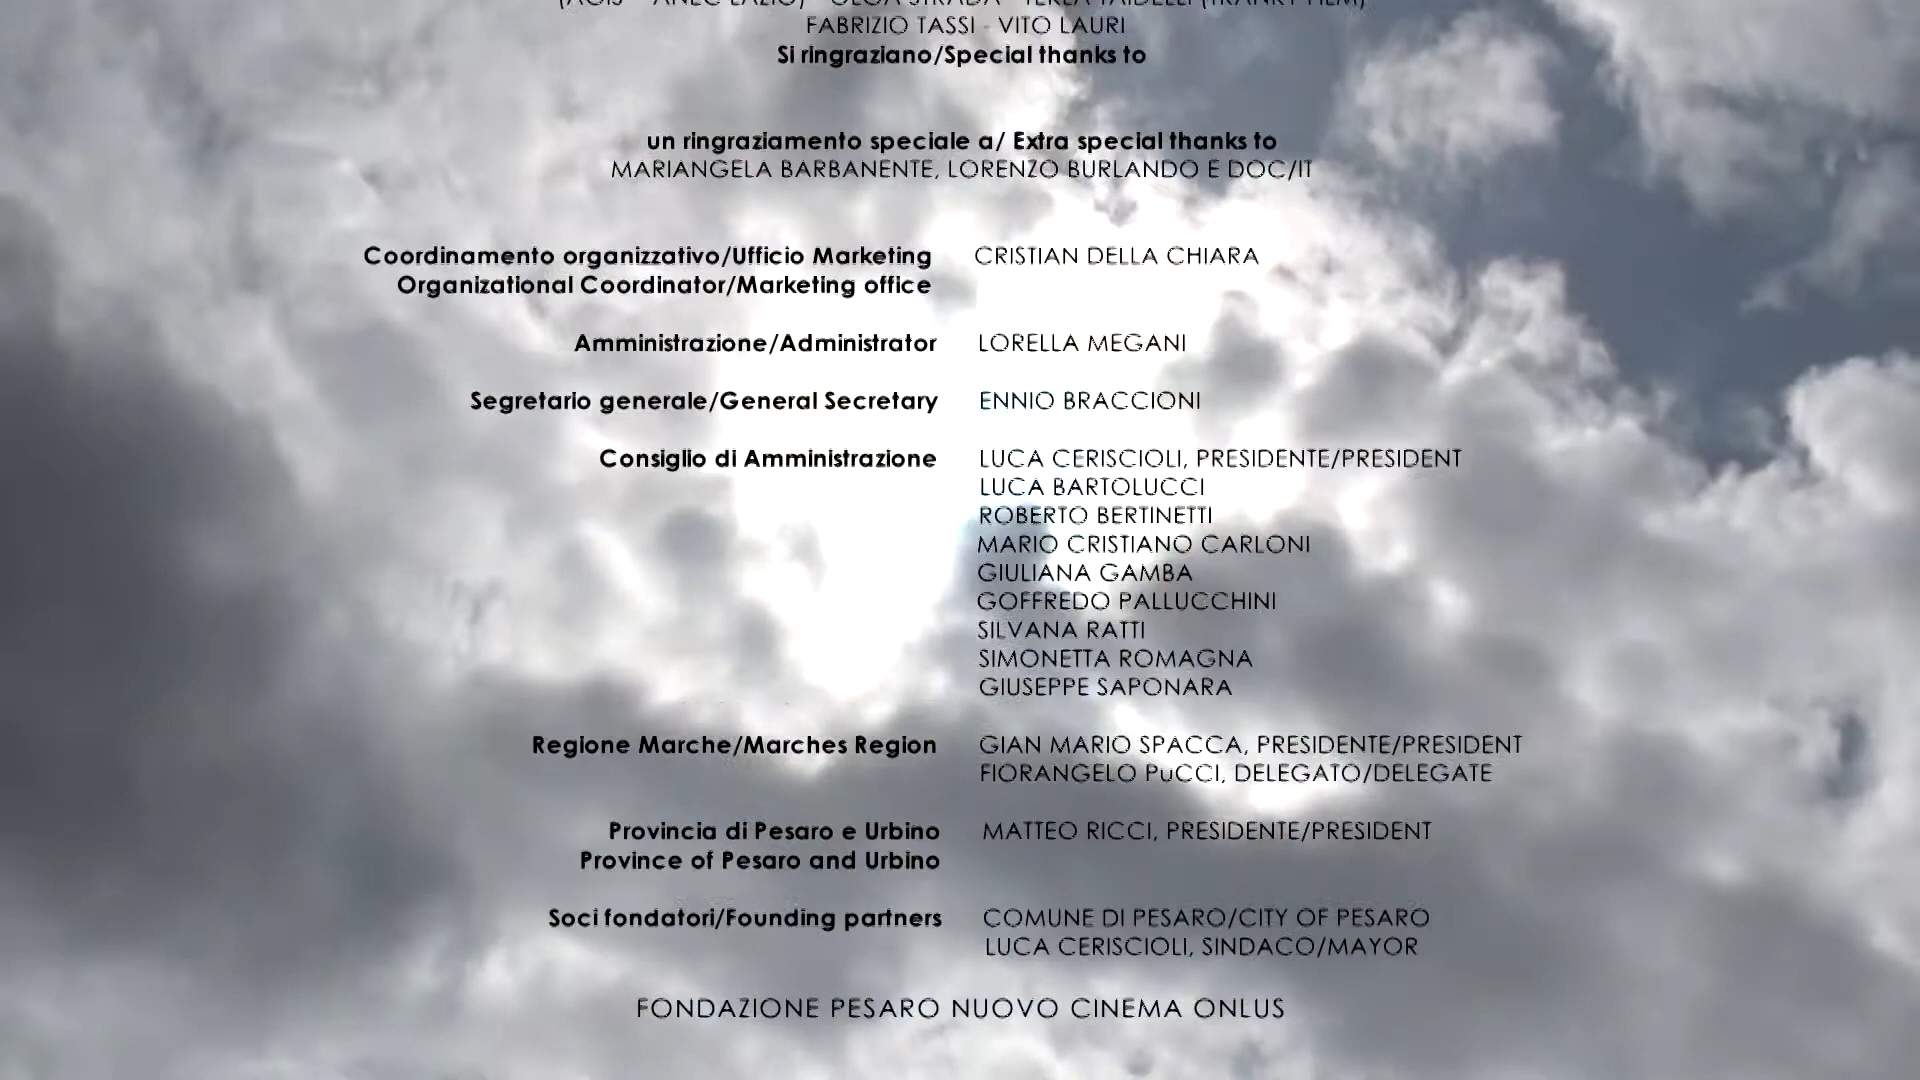 FABRIZIO TASSI - VITO LAURI
Si ringraziano/Special thanks to
un ringraziamento speciale a/ Extra special thanks to
MARIANGELA BARBANENTE, LORENZO BURLANDO E DOC/IT
Coordinamento organizzativo/Ufficio Marketing CRISTIAN DELLA CHIARA
Organizational Coordinator/Marketing office
Amministrazione/Administrator LORELLA MEGANI
Segretario generale/General Secretary ENNIO BRACCIONI
Consiglio di Amministrazione LUCA CERISCIOLI, PRESIDENTE/PRESIDENT
LUCA BARTOLUCCI
ROBERTO BERTINETTI
MARIO CRISTIANO CARLONI
GIULIANA GAMBA
GOFFREDO PALLUCCHINI
SILVANA RATTI
SIMONETTA ROMAGNA
GIUSEPPE SAPONARA
Regione Marche/Marches Region GIAN MARIO SPACCA, PRESIDENTE/PRESIDENT
FIORANGELO PuCCI, DELEGATO/DELEGATE
Provincia di Pesaro e Urbino MATTEO RICCI, PRESIDENTE/PRESIDENT
Province of Pesaro and Urbino
Soci fondatori/Founding partners COMUNE DI PESARO/CITY OF PESARO
LUCA CERISCIOLI, SINDACO/MAYOR
FONDAZIONE PESARO NUOVO CINEMA ONLUS